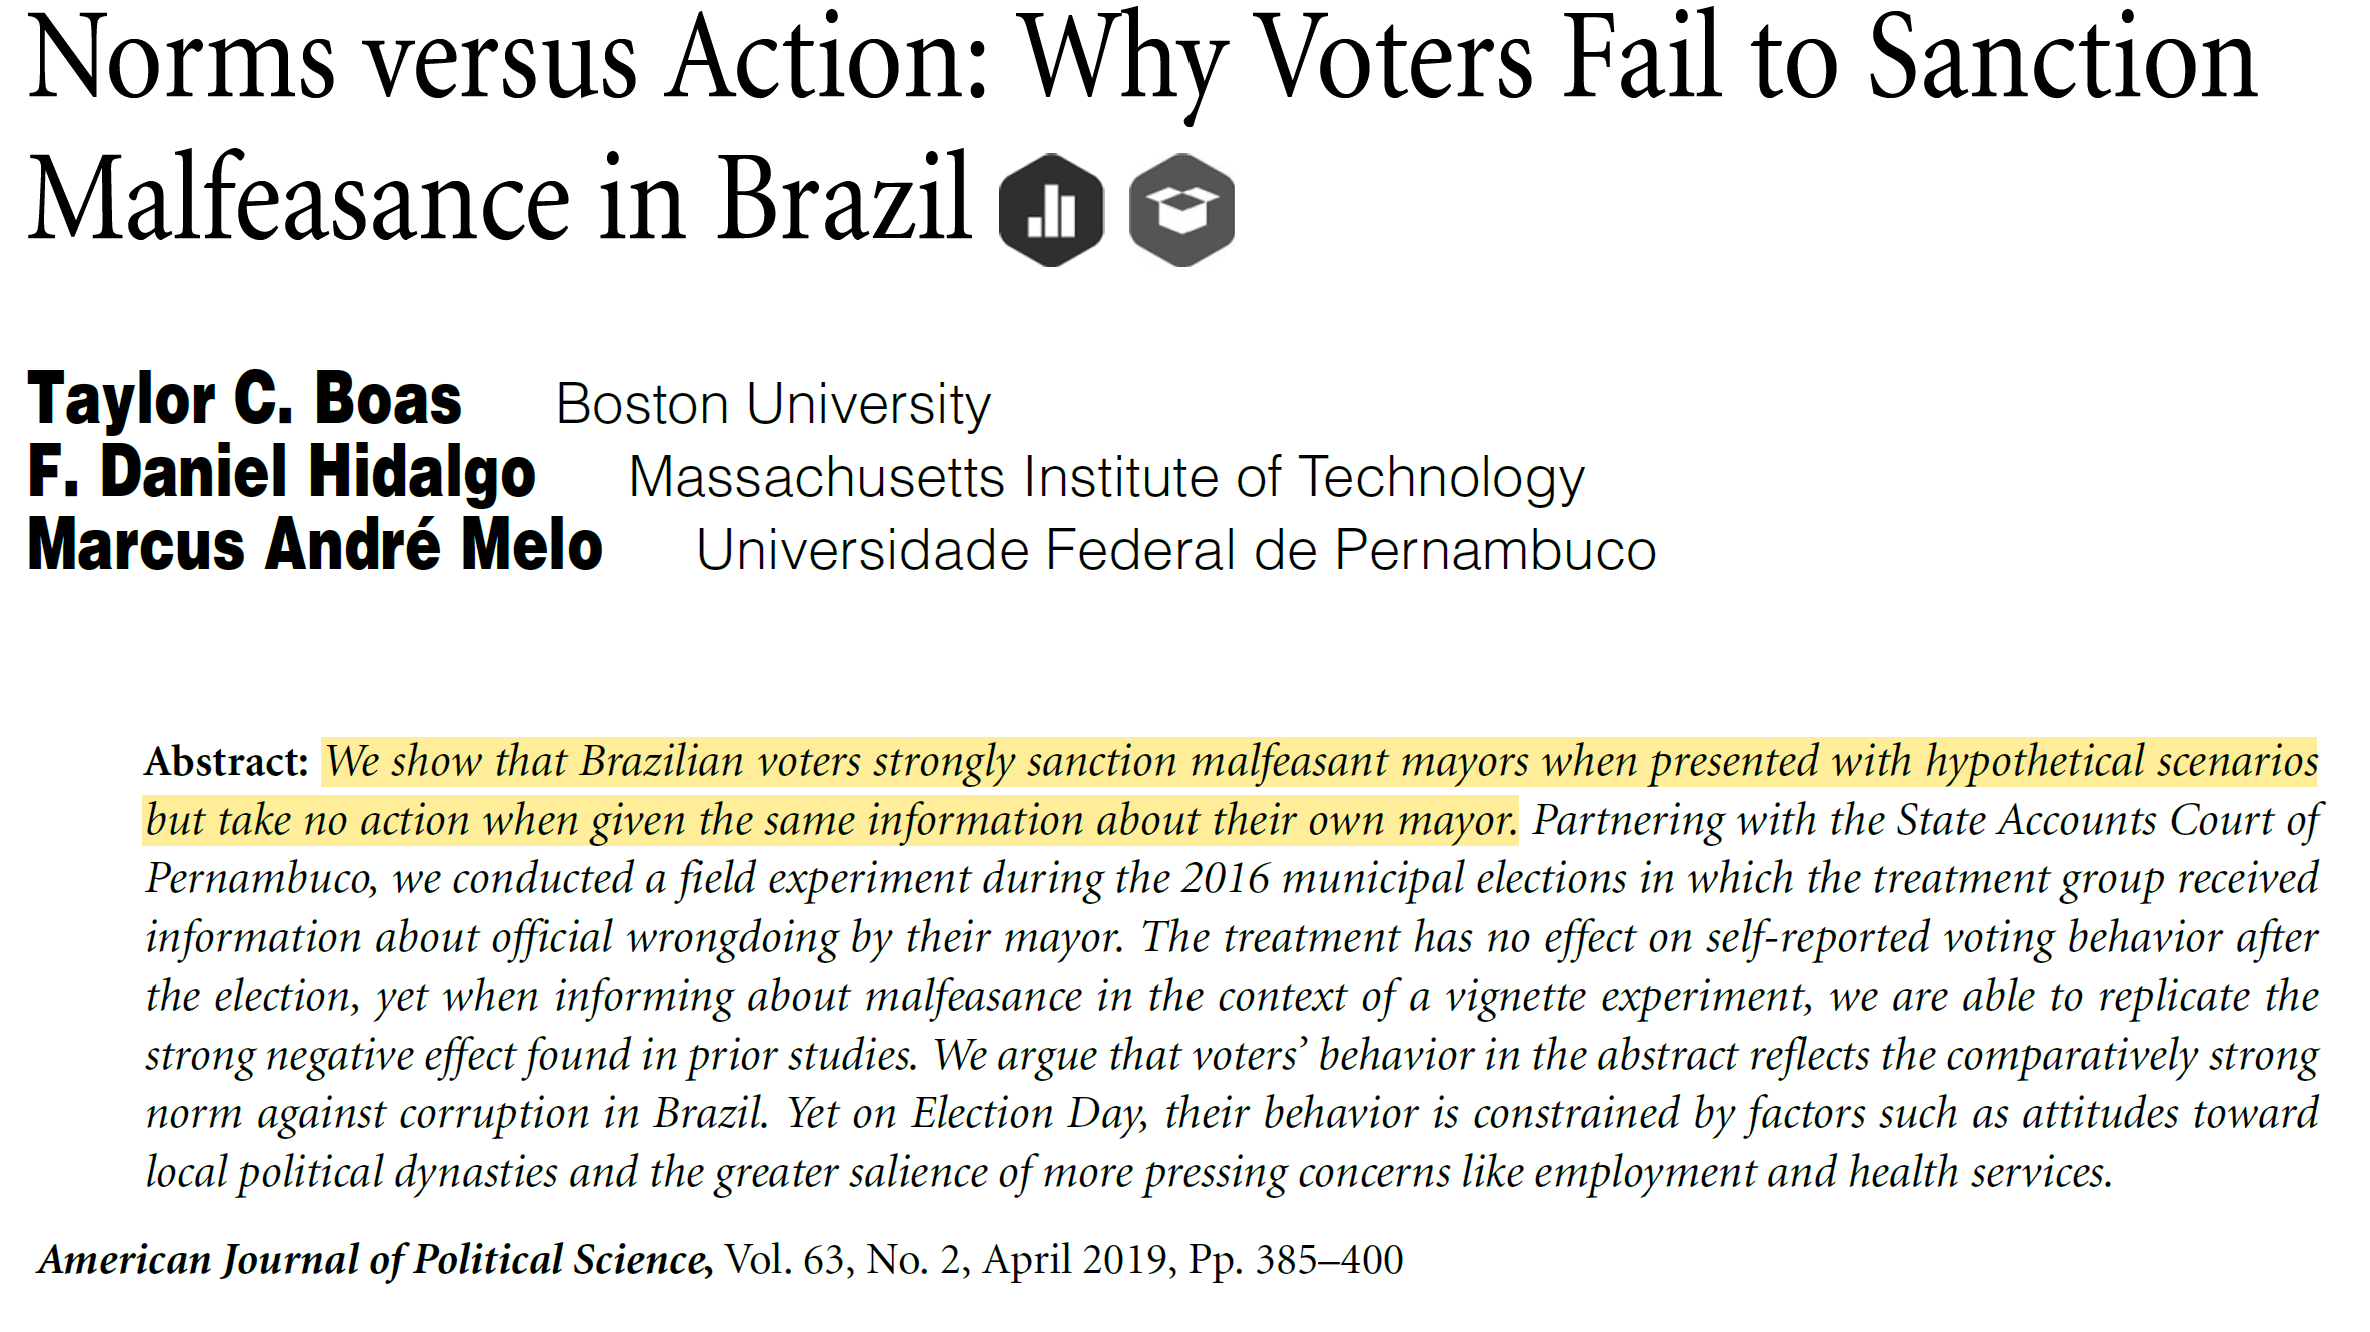 Norms versus Action: Why Voters Fail to Sanction
Malfeasance in Brazil
Taylor C. Boas Boston University
F. Daniel Hidalgo Massachusetts Institute of Technology
Marcus André Melo Universidade Federal de Pernambuco
Abstract: We show that Brazilian voters strongly sanction malfeasant mayors when presented with hypothetical scenarios
but take no action when given the same information about their own mayor. Partnering with the State Accounts Court of
Pernambuco, we conducted a field experiment during the 2016 municipal elections in which the treatment group received
information about official wrongdoing by their mayor. The treatment has no effect on self-reported voting behavior after
the election, yet when informing about malfeasance in the context of a vignette experiment, we are able to replicate the
strong negative effect found in prior studies. We argue that voters’ behavior in the abstract reflects the comparatively strong
norm against corruption in Brazil. Yet on Election Day, their behavior is constrained by factors such as attitudes toward
local political dynasties and the greater salience of more pressing concerns like employment and health services.
American Journal of Political Science, Vol. 63, No. 2, April 2019, Pp. 385–400